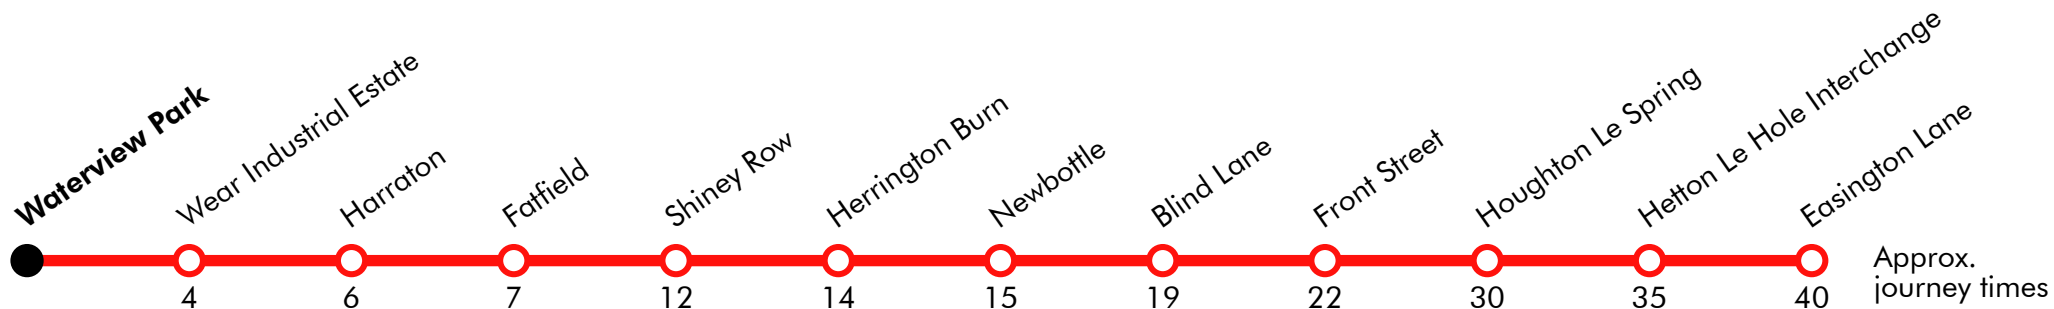 Waterview Park
Wear Industrial Estate
Harraton
Fatfield
Shiney Row
Herrington Burn
Newbottle
Blind Lane
Front Street
Houghton Le Spring
Hetton Le Hole Interchange
Easington Lane
4
6
7
12
14
15
19
22
30
35
40
Approx.
journey times